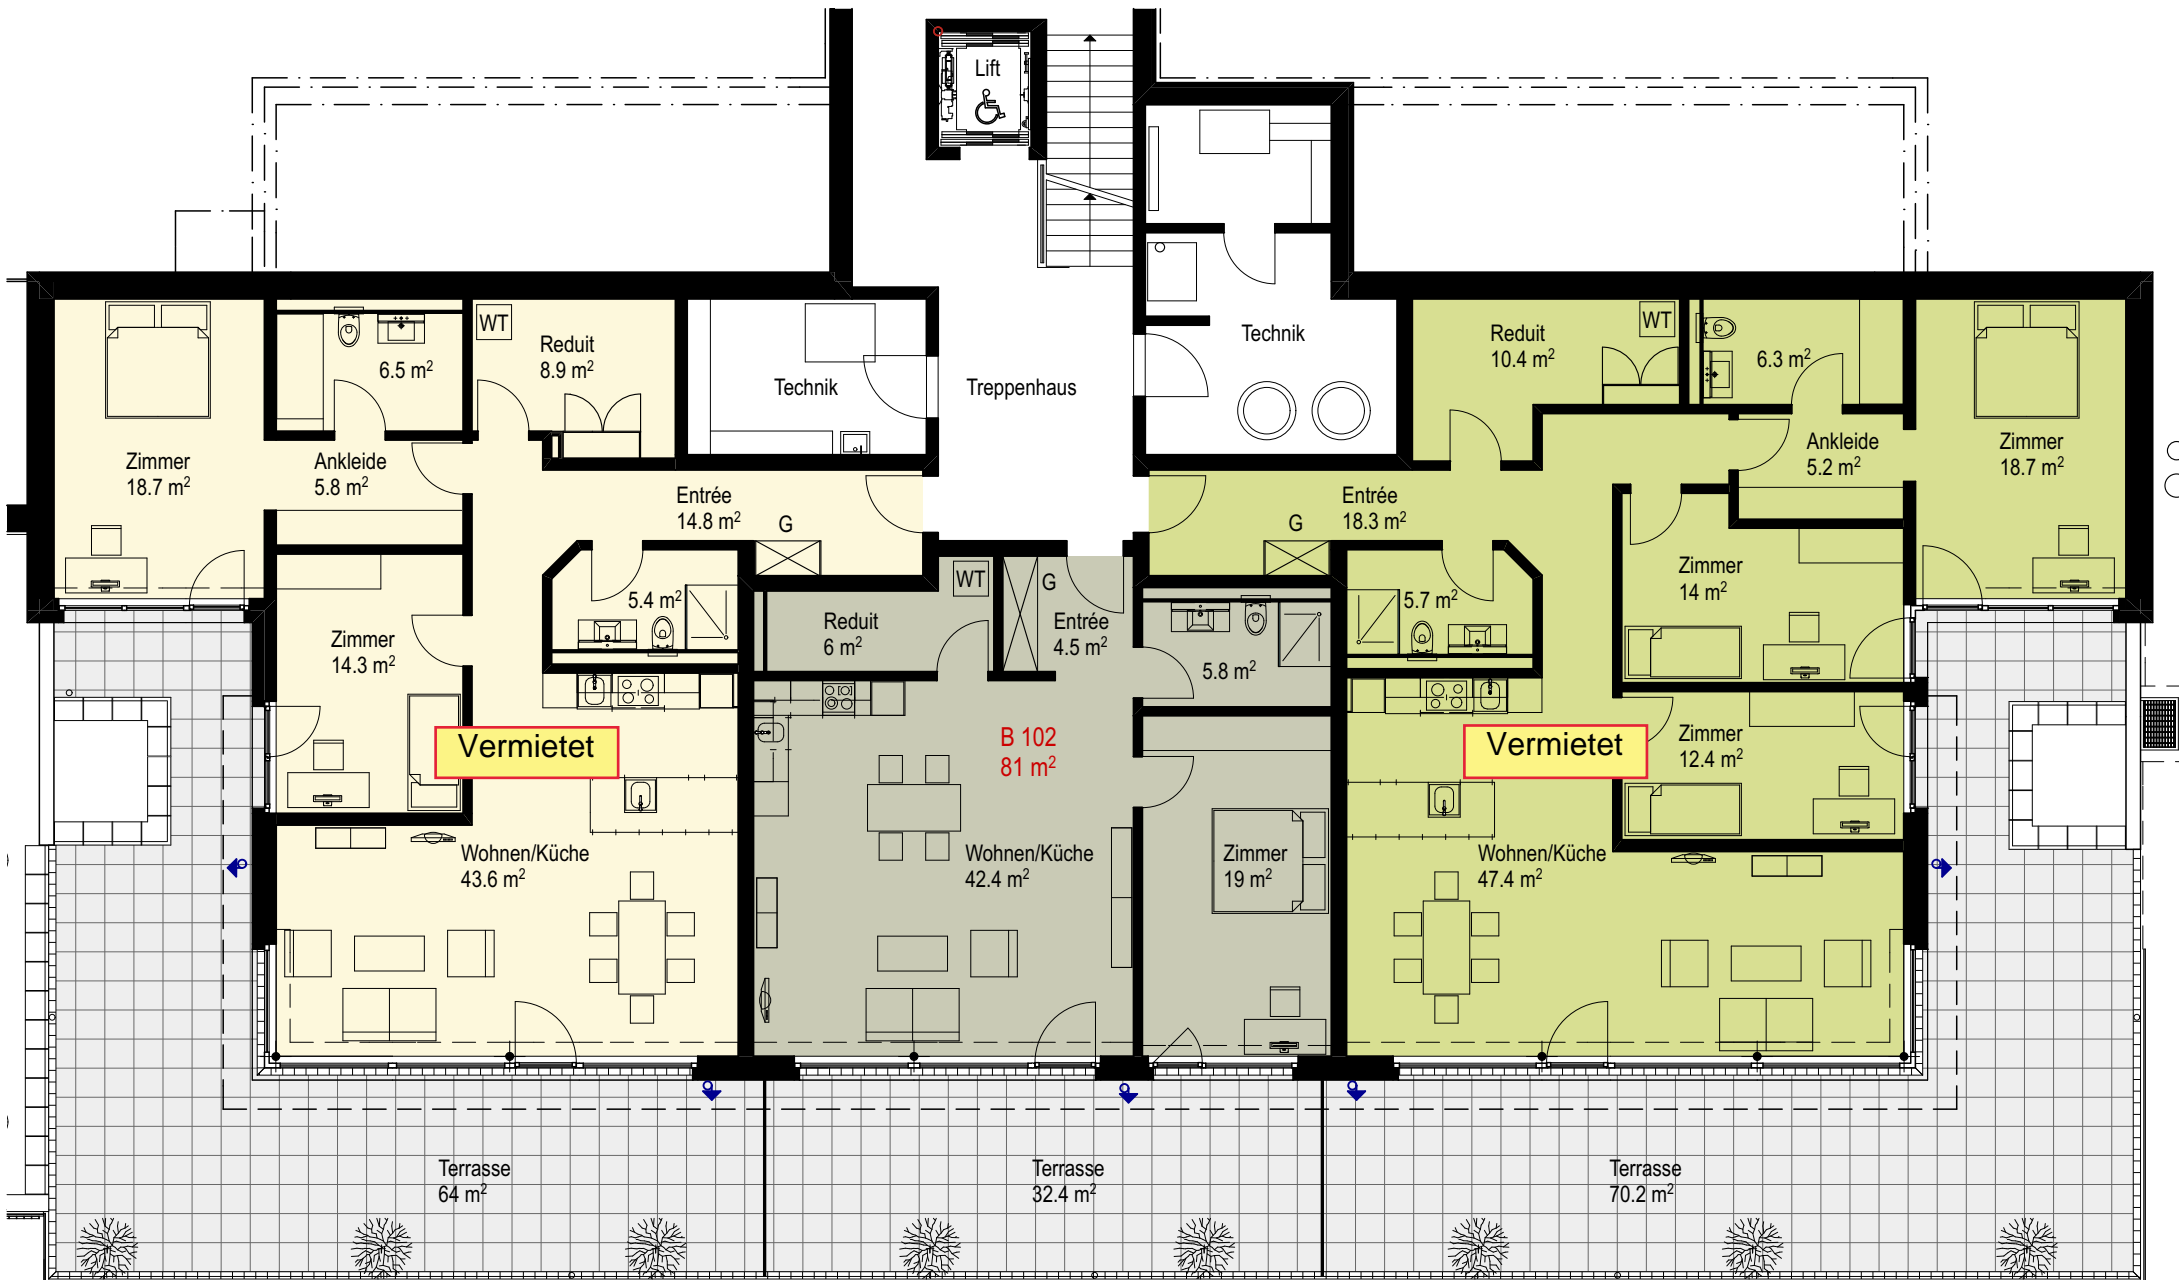 Lift
WT
Reduit
8.9 m²
6.5 m²
Technik
Treppenhaus
Technik
Reduit
10.4 m²
WT
6.3 m²
Zimmer
18.7 m²
Ankleide
5.8 m²
Entrée
14.8 m²
G
Entrée
18.3 m²
G
Ankleide
5.2 m²
Zimmer
18.7 m²
Zimmer
14.3 m²
5.4 m²
WT
G
Reduit
6 m²
Entrée
4.5 m²
5.8 m²
5.7 m²
Zimmer
14 m²
Vermietet
B 102
81 m²
Vermietet
Zimmer
12.4 m²
Wohnen/Küche
43.6 m²
Wohnen/Küche
42.4 m²
Zimmer
19 m²
Wohnen/Küche
47.4 m²
Terrasse
64 m²
Terrasse
32.4 m²
Terrasse
70.2 m²